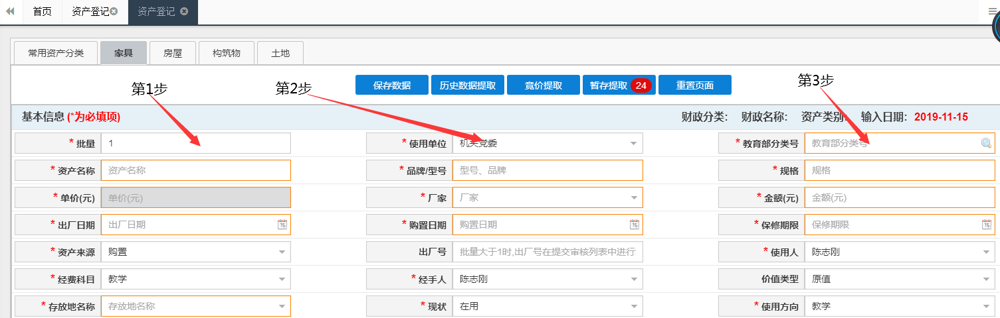 首页 资产登记 资产登记
常用资产分类 家具 房屋 构筑物 土地
第1步 第2步 保存数据 历史数据提取 竟价提取 暂存提取 24 重置页面 第3步
基本信息 (*为必填项) 财政分类: 财政名称: 资产类别: 输入日期: 2019-11-15
* 批量 1 * 使用单位 机关党委 * 教育部分类号 教育部分类号
* 资产名称 资产名称 * 品牌/型号 型号、品牌 * 规格 规格
* 单价(元) 单价(元) * 厂家 厂家 * 金额(元) 金额(元)
* 出厂日期 出厂日期 15 * 购置日期 购置日期 15 * 保修期限 保修期限 15
* 资产来源 购置 出厂号 批量大于1时,出厂号在提交审核列表中进行 * 使用人 陈志刚
* 经费科目 教学 * 经手人 陈志刚 价值类型 原值
* 存放地名称 存放地名称 * 现状 在用 * 使用方向 教学